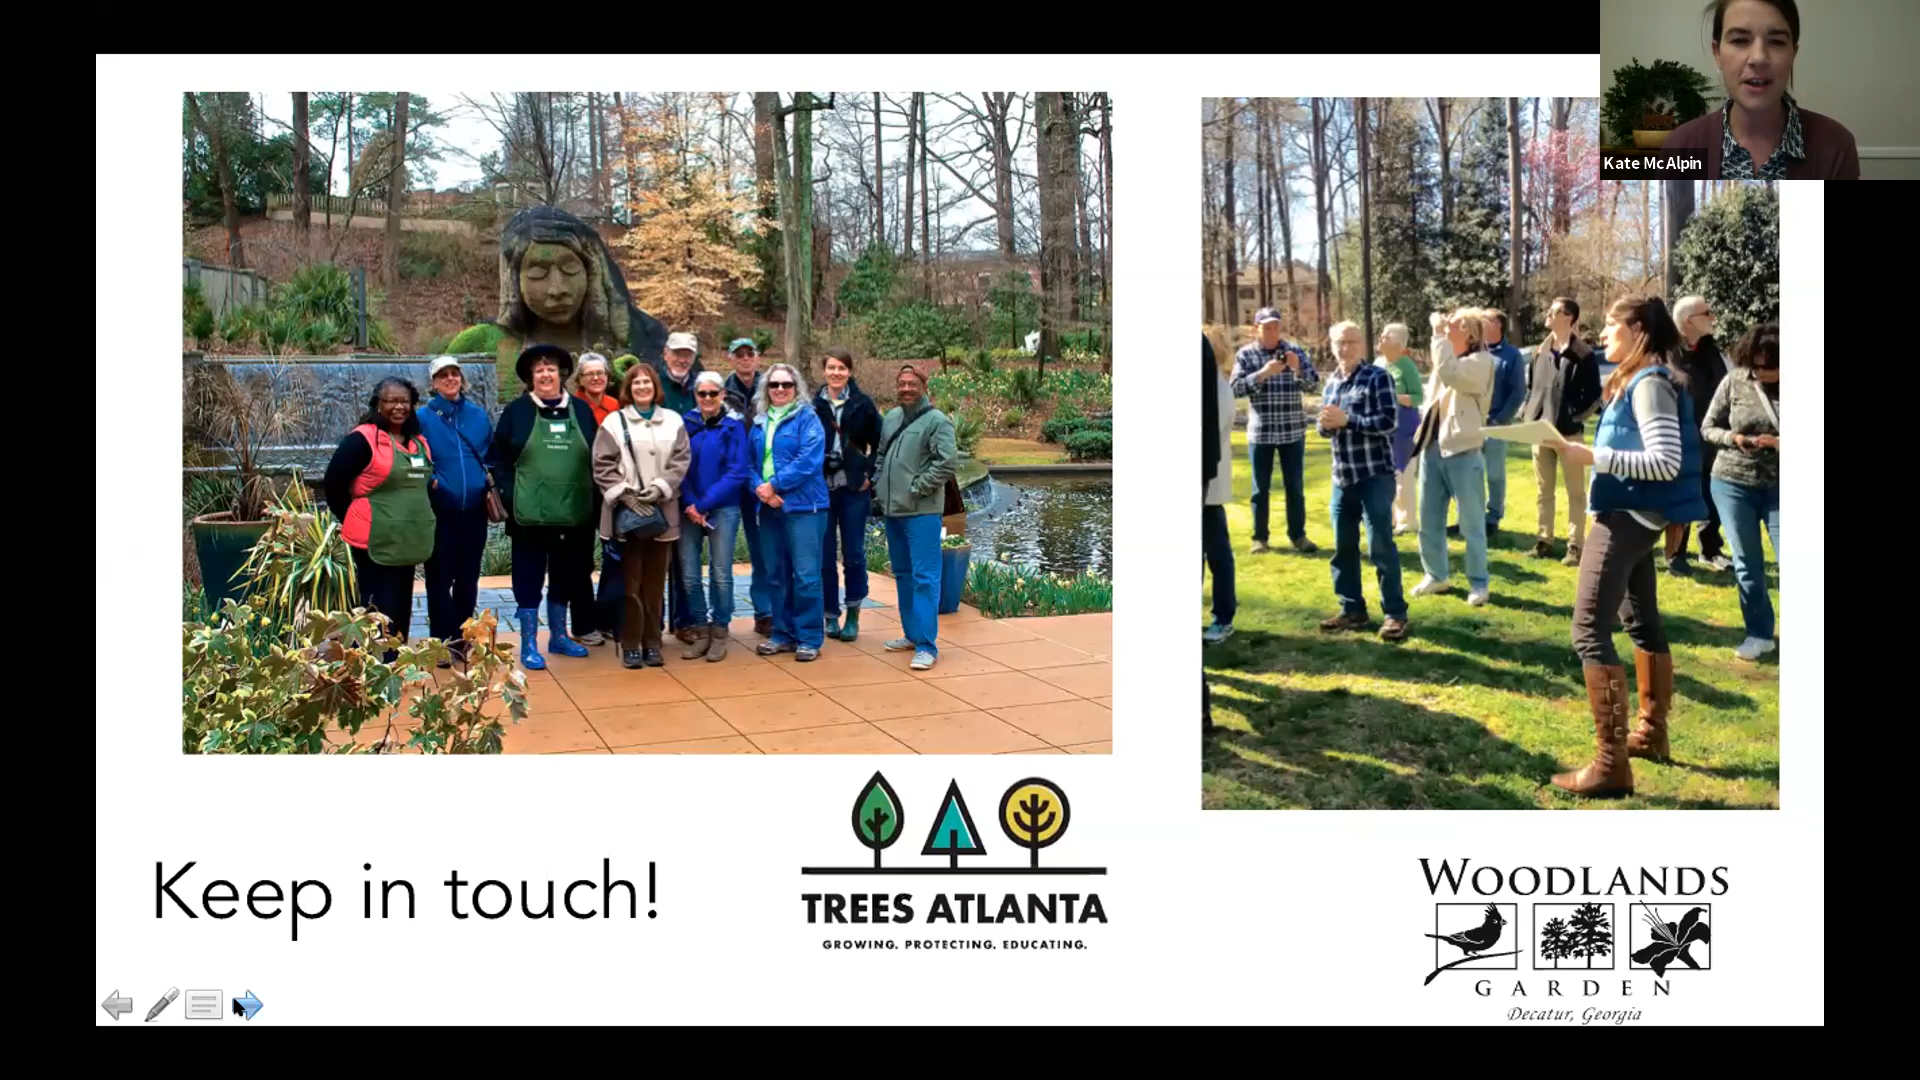 Kate McAlpin
Keep in touch!
TREES ATLANTA
GROWING. PROTECTING. EDUCATING.
WOODLANDS
GARDEN
Decatur, Georgia